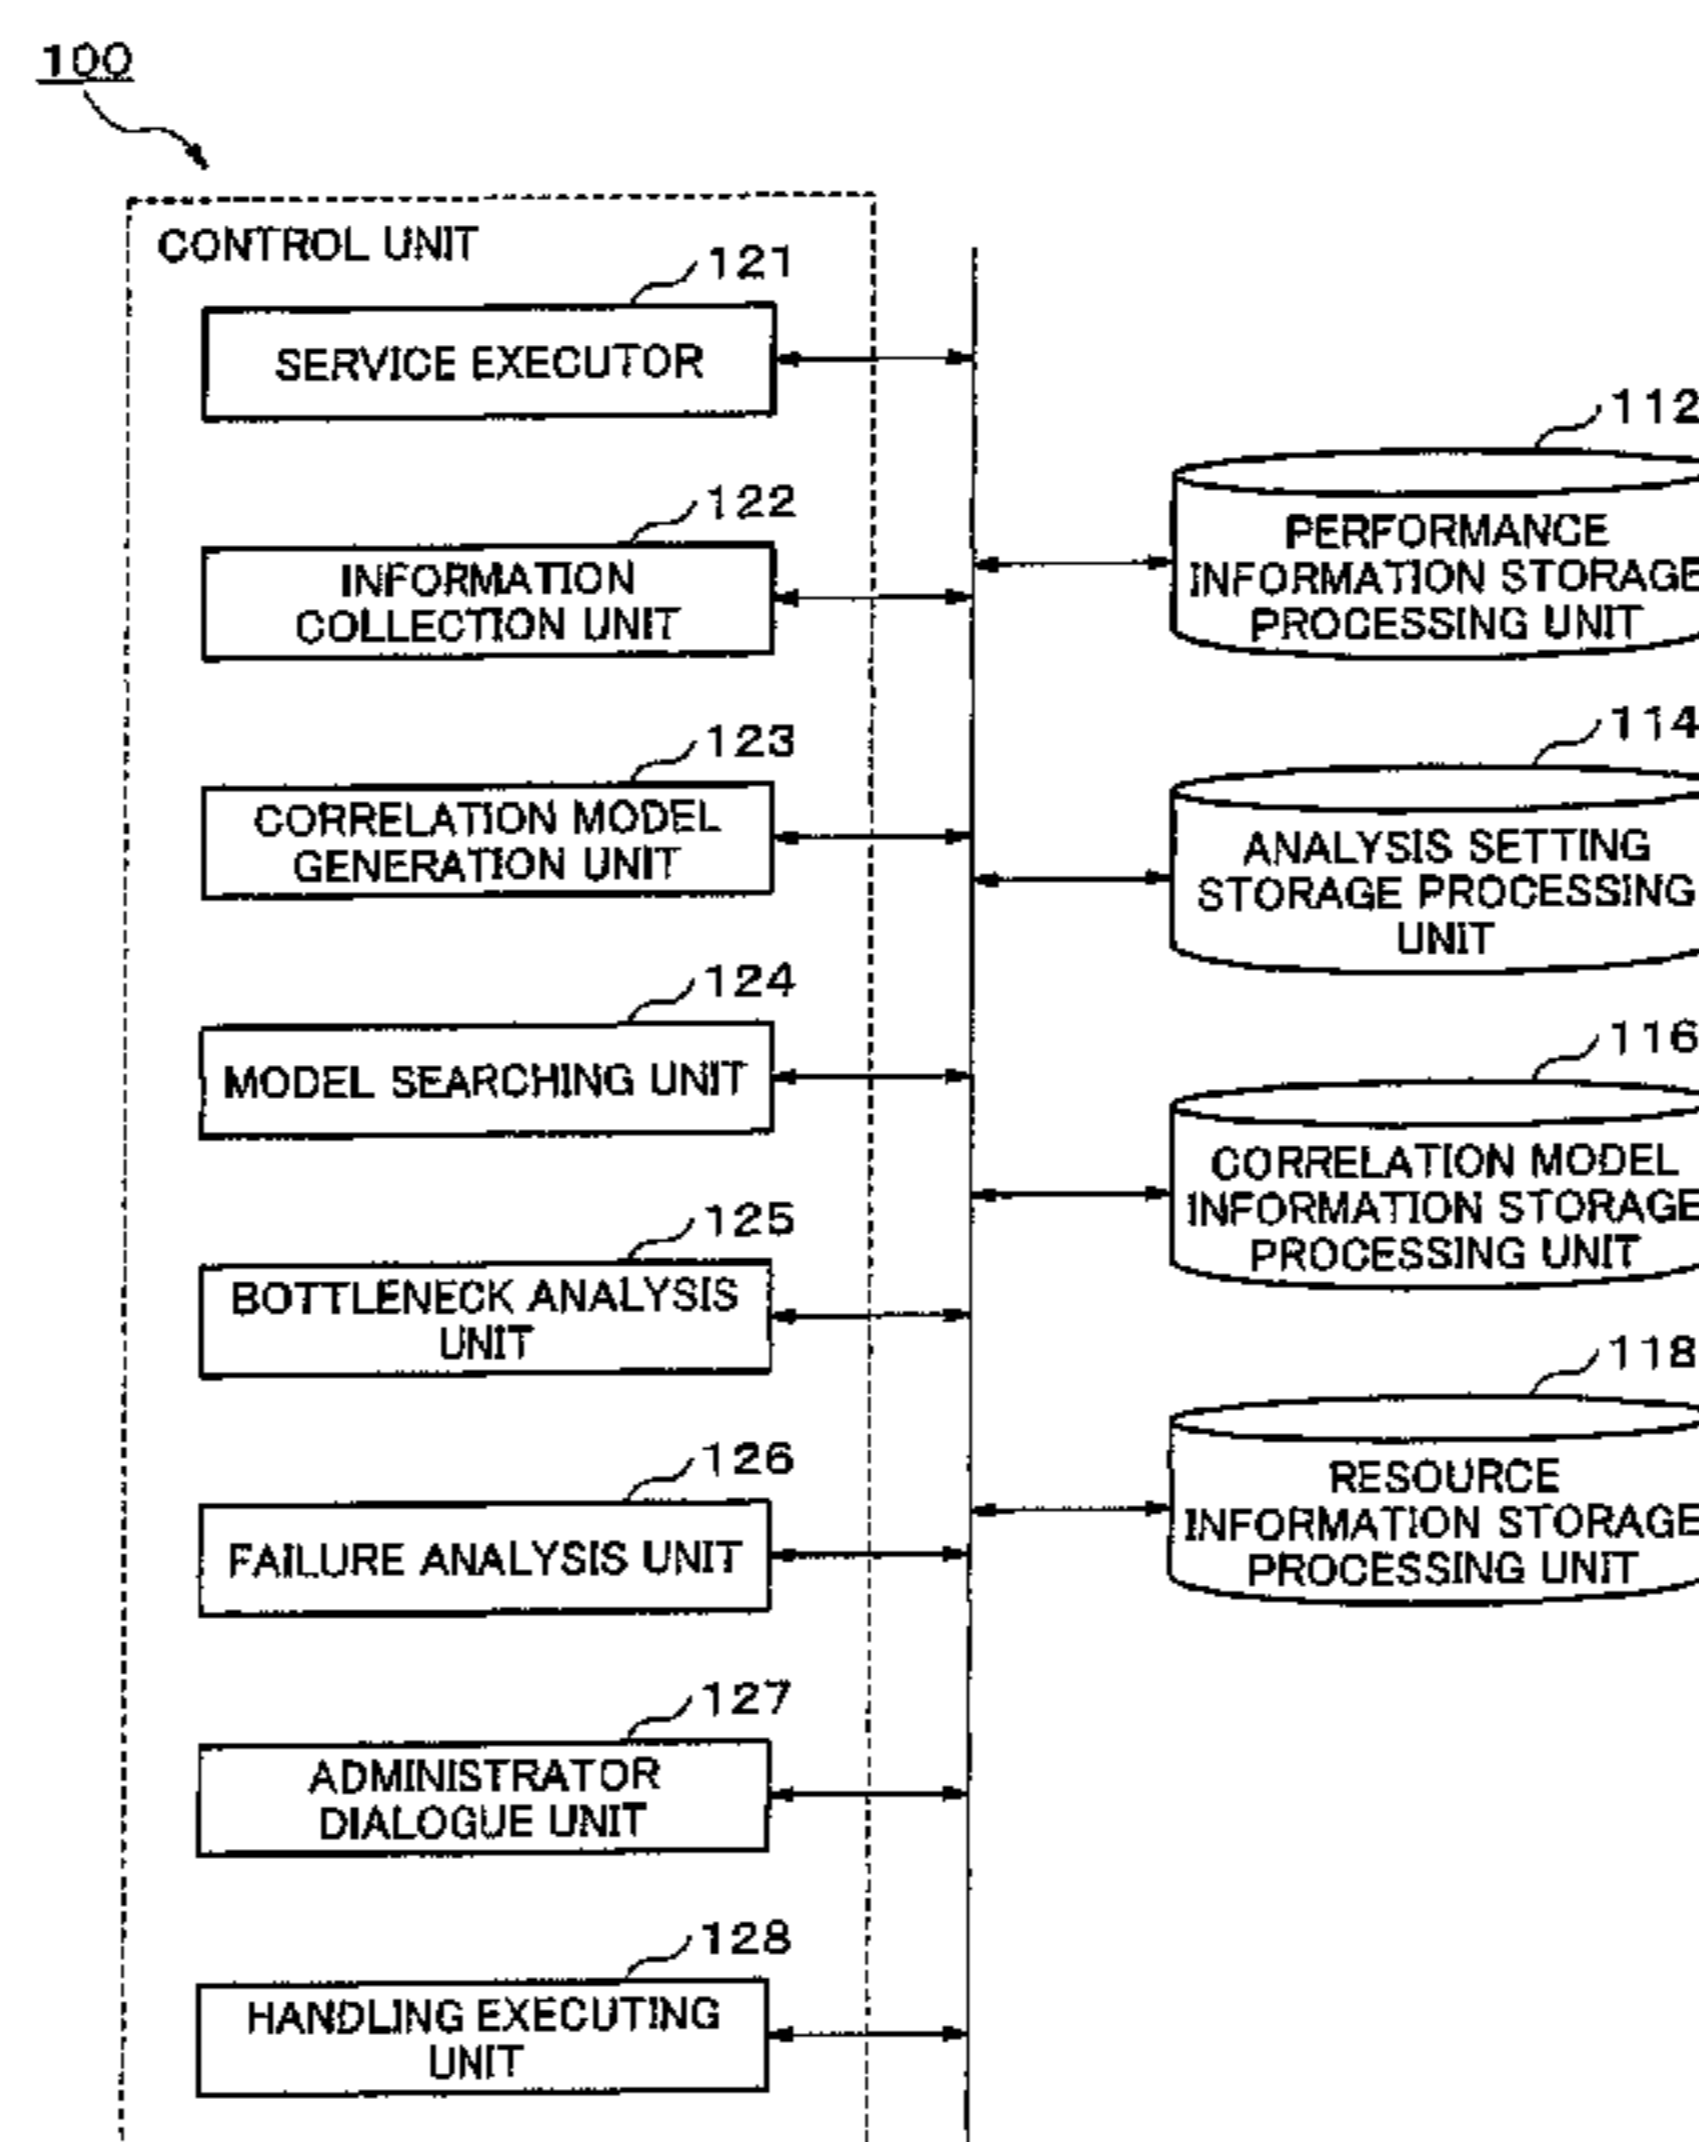 100
CONTROL UNIT
121
SERVICE EXECUTOR
122
INFORMATION
COLLECTION UNIT
123
CORRELATION MODEL
GENERATION UNIT
124
MODEL SEARCHING UNIT
125
BOTTLENECK ANALYSIS
UNIT
126
FAILURE ANALYSIS UNIT
127
ADMINISTRATOR
DIALOGUE UNIT
128
HANDLING EXECUTING
UNIT
112
PERFORMANCE
INFORMATION STORAGE
PROCESSING UNIT
114
ANALYSIS SETTING
STORAGE PROCESSING
UNIT
116
CORRELATION MODEL
INFORMATION STORAGE
PROCESSING UNIT
118
RESOURCE
INFORMATION STORAGE
PROCESSING UNIT